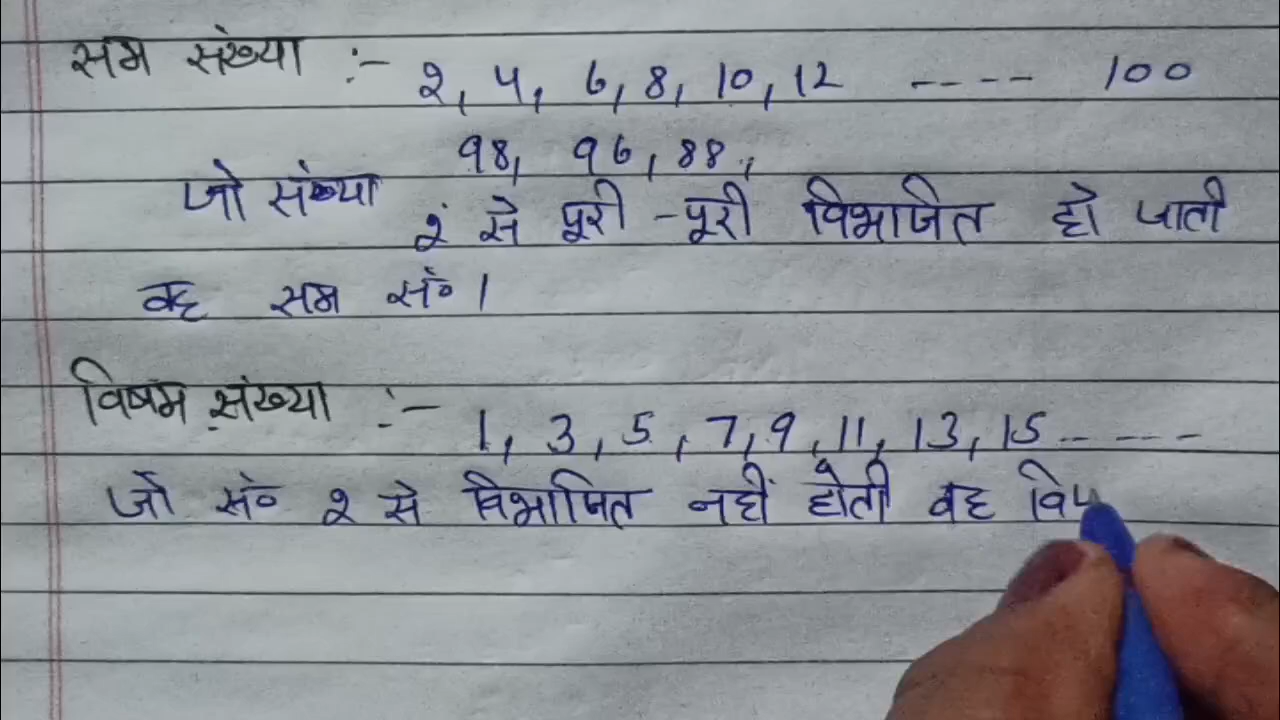 सम संख्या :- 2, 4, 6, 8, 10, 12 ---- 100
98, 96, 88,,
जो संख्या 2 से पूरी -पूरी विभाजित हो जाती
वह सम सं० ।
विषम संख्या :- 1, 3, 5, 7, 9, 11, 13, 15-----
जो सं० 2 से विभाजित नहीं होती वह